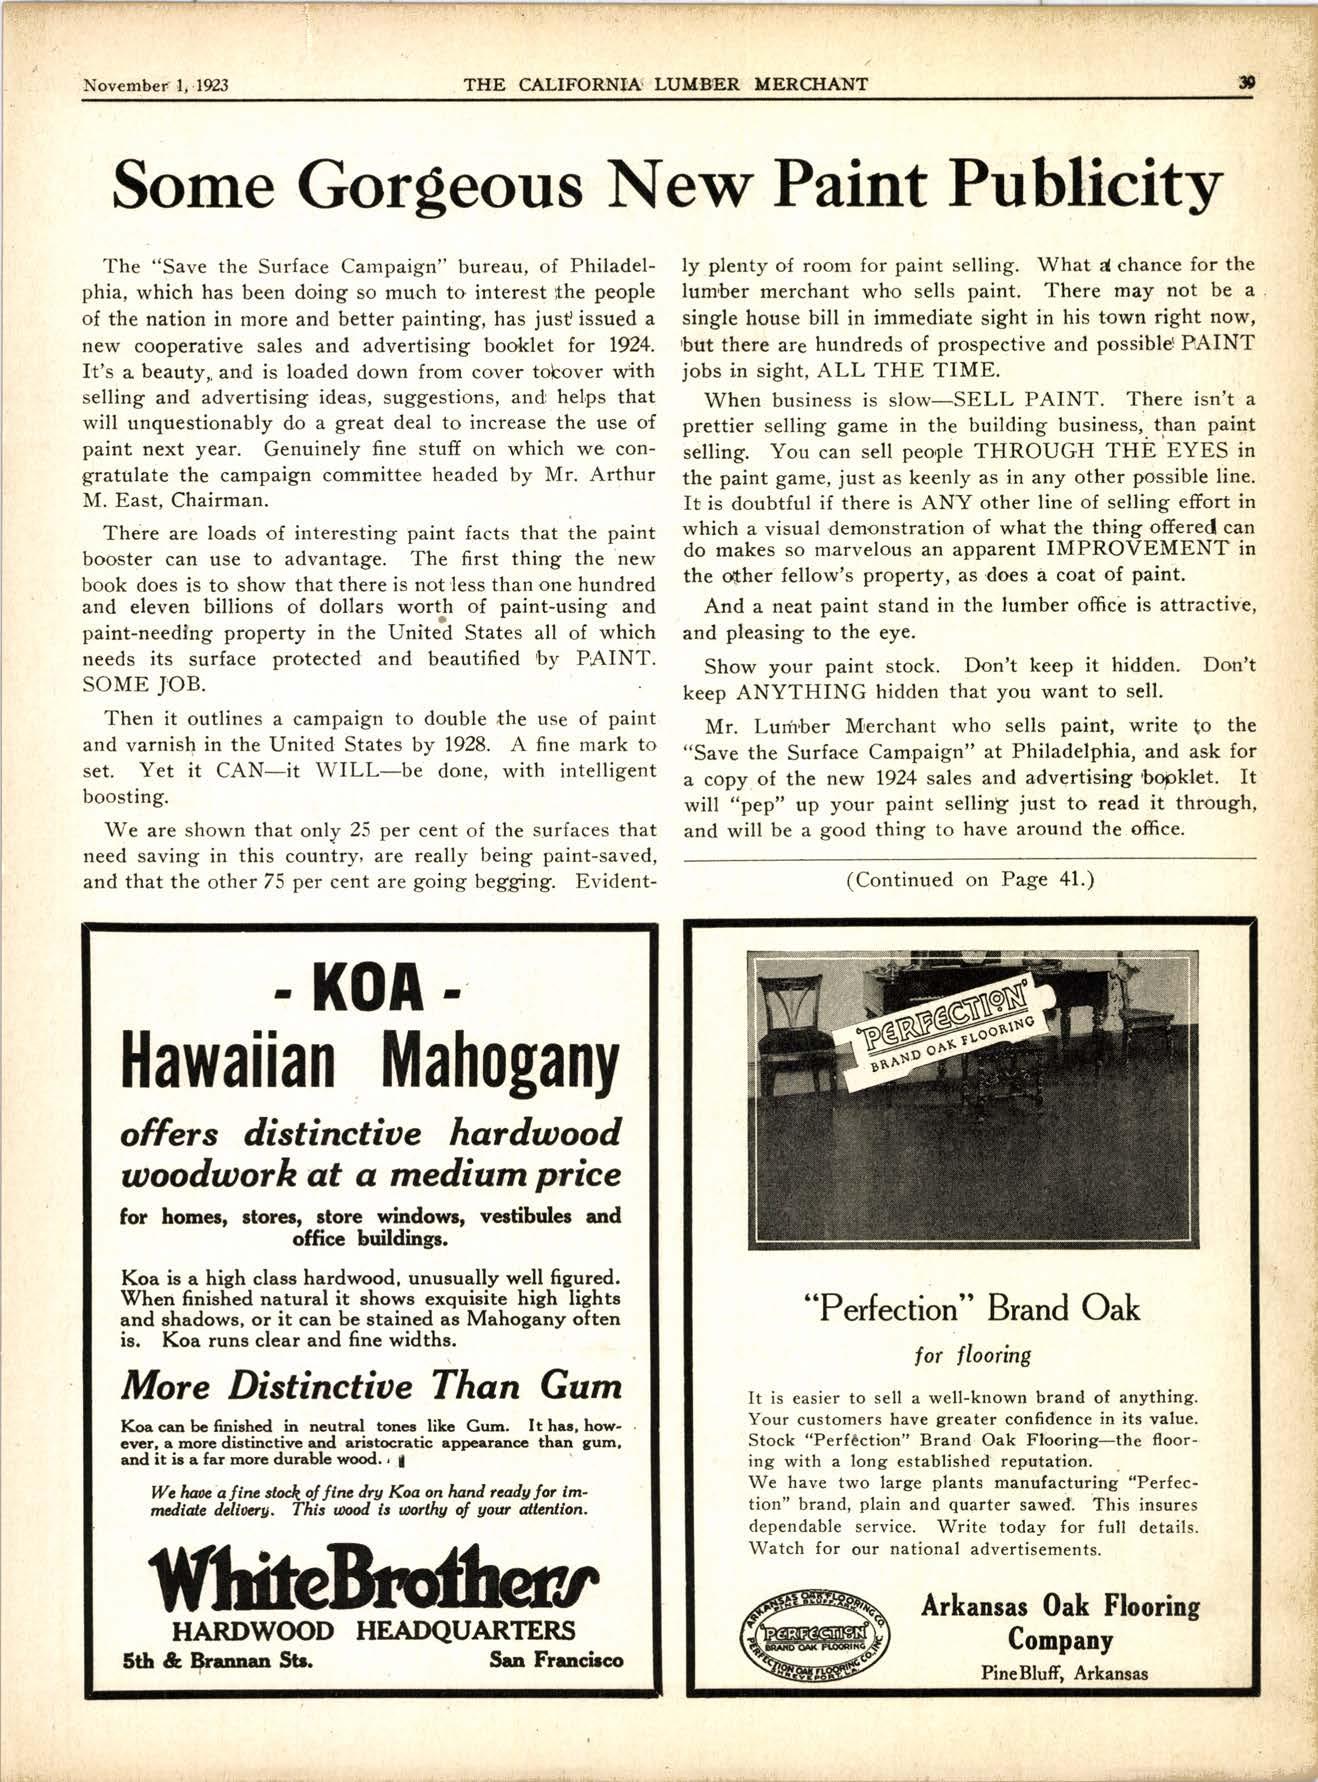 November 1, 1923
THE CALIFORNIA LUMBER MERCHANT
39
Some Gorgeous New Paint Publicity
The “Save the Surface Campaign” bureau, of Philadel-
phia, which has been doing so much to interest the people
of the nation in more and better painting, has just issued a
new cooperative sales and advertising booklet for 1924.
It's a beauty, and is loaded down from cover to cover with
selling and advertising ideas, suggestions, and helps that
will unquestionably do a great deal to increase the use of
paint next year. Genuinely fine stuff on which we con-
gratulate the campaign committee headed by Mr. Arthur
M. East, Chairman.
There are loads of interesting paint facts that the paint
booster can use to advantage. The first thing the new
book does is to show that there is not less than one hundred
and eleven billions of dollars worth of paint-using and
paint-needing property in the United States all of which
needs its surface protected and beautified by PAINT.
SOME JOB.
Then it outlines a campaign to double the use of paint
and varnish in the United States by 1928. A fine mark to
set. Yet it CAN—it WILL—be done, with intelligent
boosting.
We are shown that only 25 per cent of the surfaces that
need saving in this country, are really being paint-saved,
and that the other 75 per cent are going begging. Evident-
ly plenty of room for paint selling. What a chance for the
lumber merchant who sells paint. There may not be a
single house bill in immediate sight in his town right now,
but there are hundreds of prospective and possible PAINT
jobs in sight, ALL THE TIME.
When business is slow—SELL PAINT. There isn't a
prettier selling game in the building business, than paint
selling. You can sell people THROUGH THE EYES in
the paint game, just as keenly as in any other possible line.
It is doubtful if there is ANY other line of selling effort in
which a visual demonstration of what the thing offered can
do makes so marvelous an apparent IMPROVEMENT in
the other fellow's property, as does a coat of paint.
And a neat paint stand in the lumber office is attractive,
and pleasing to the eye.
Show your paint stock. Don't keep it hidden. Don't
keep ANYTHING hidden that you want to sell.
Mr. Lumber Merchant who sells paint, write to the
“Save the Surface Campaign” at Philadelphia, and ask for
a copy of the new 1924 sales and advertising booklet. It
will “pep” up your paint selling just to read it through,
and will be a good thing to have around the office.
(Continued on Page 41.)
- KOA -
Hawaiian Mahogany
offers distinctive hardwood
woodwork at a medium price
for homes, stores, store windows, vestibules and
office buildings.
Koa is a high class hardwood, unusually well figured.
When finished natural it shows exquisite high lights
and shadows, or it can be stained as Mahogany often
is. Koa runs clear and fine widths.
More Distinctive Than Gum
Koa can be finished in neutral tones like Gum. It has, how-
ever, a more distinctive and aristocratic appearance than gum,
and it is a far more durable wood.
We have a fine stock of fine dry Koa on hand ready for im-
mediate delivery. This wood is worthy of your attention.
WhiteBrothers
HARDWOOD HEADQUARTERS
5th & Brannan Sts. San Francisco
"PERFECTION"
BRAND OAK FLOORING
“Perfection” Brand Oak
for flooring
It is easier to sell a well-known brand of anything.
Your customers have greater confidence in its value.
Stock “Perfection” Brand Oak Flooring—the floor-
ing with a long established reputation.
We have two large plants manufacturing “Perfec-
tion” brand, plain and quarter sawed. This insures
dependable service. Write today for full details.
Watch for our national advertisements.
ARKANSAS OAK FLOORING CO.
PINE BLUFF, ARK.
"PERFECTION"
BRAND OAK FLOORING
PERFECTION OAK FLOORING CO., INC.
SHREVEPORT, LA.
Arkansas Oak Flooring
Company
Pine Bluff, Arkansas